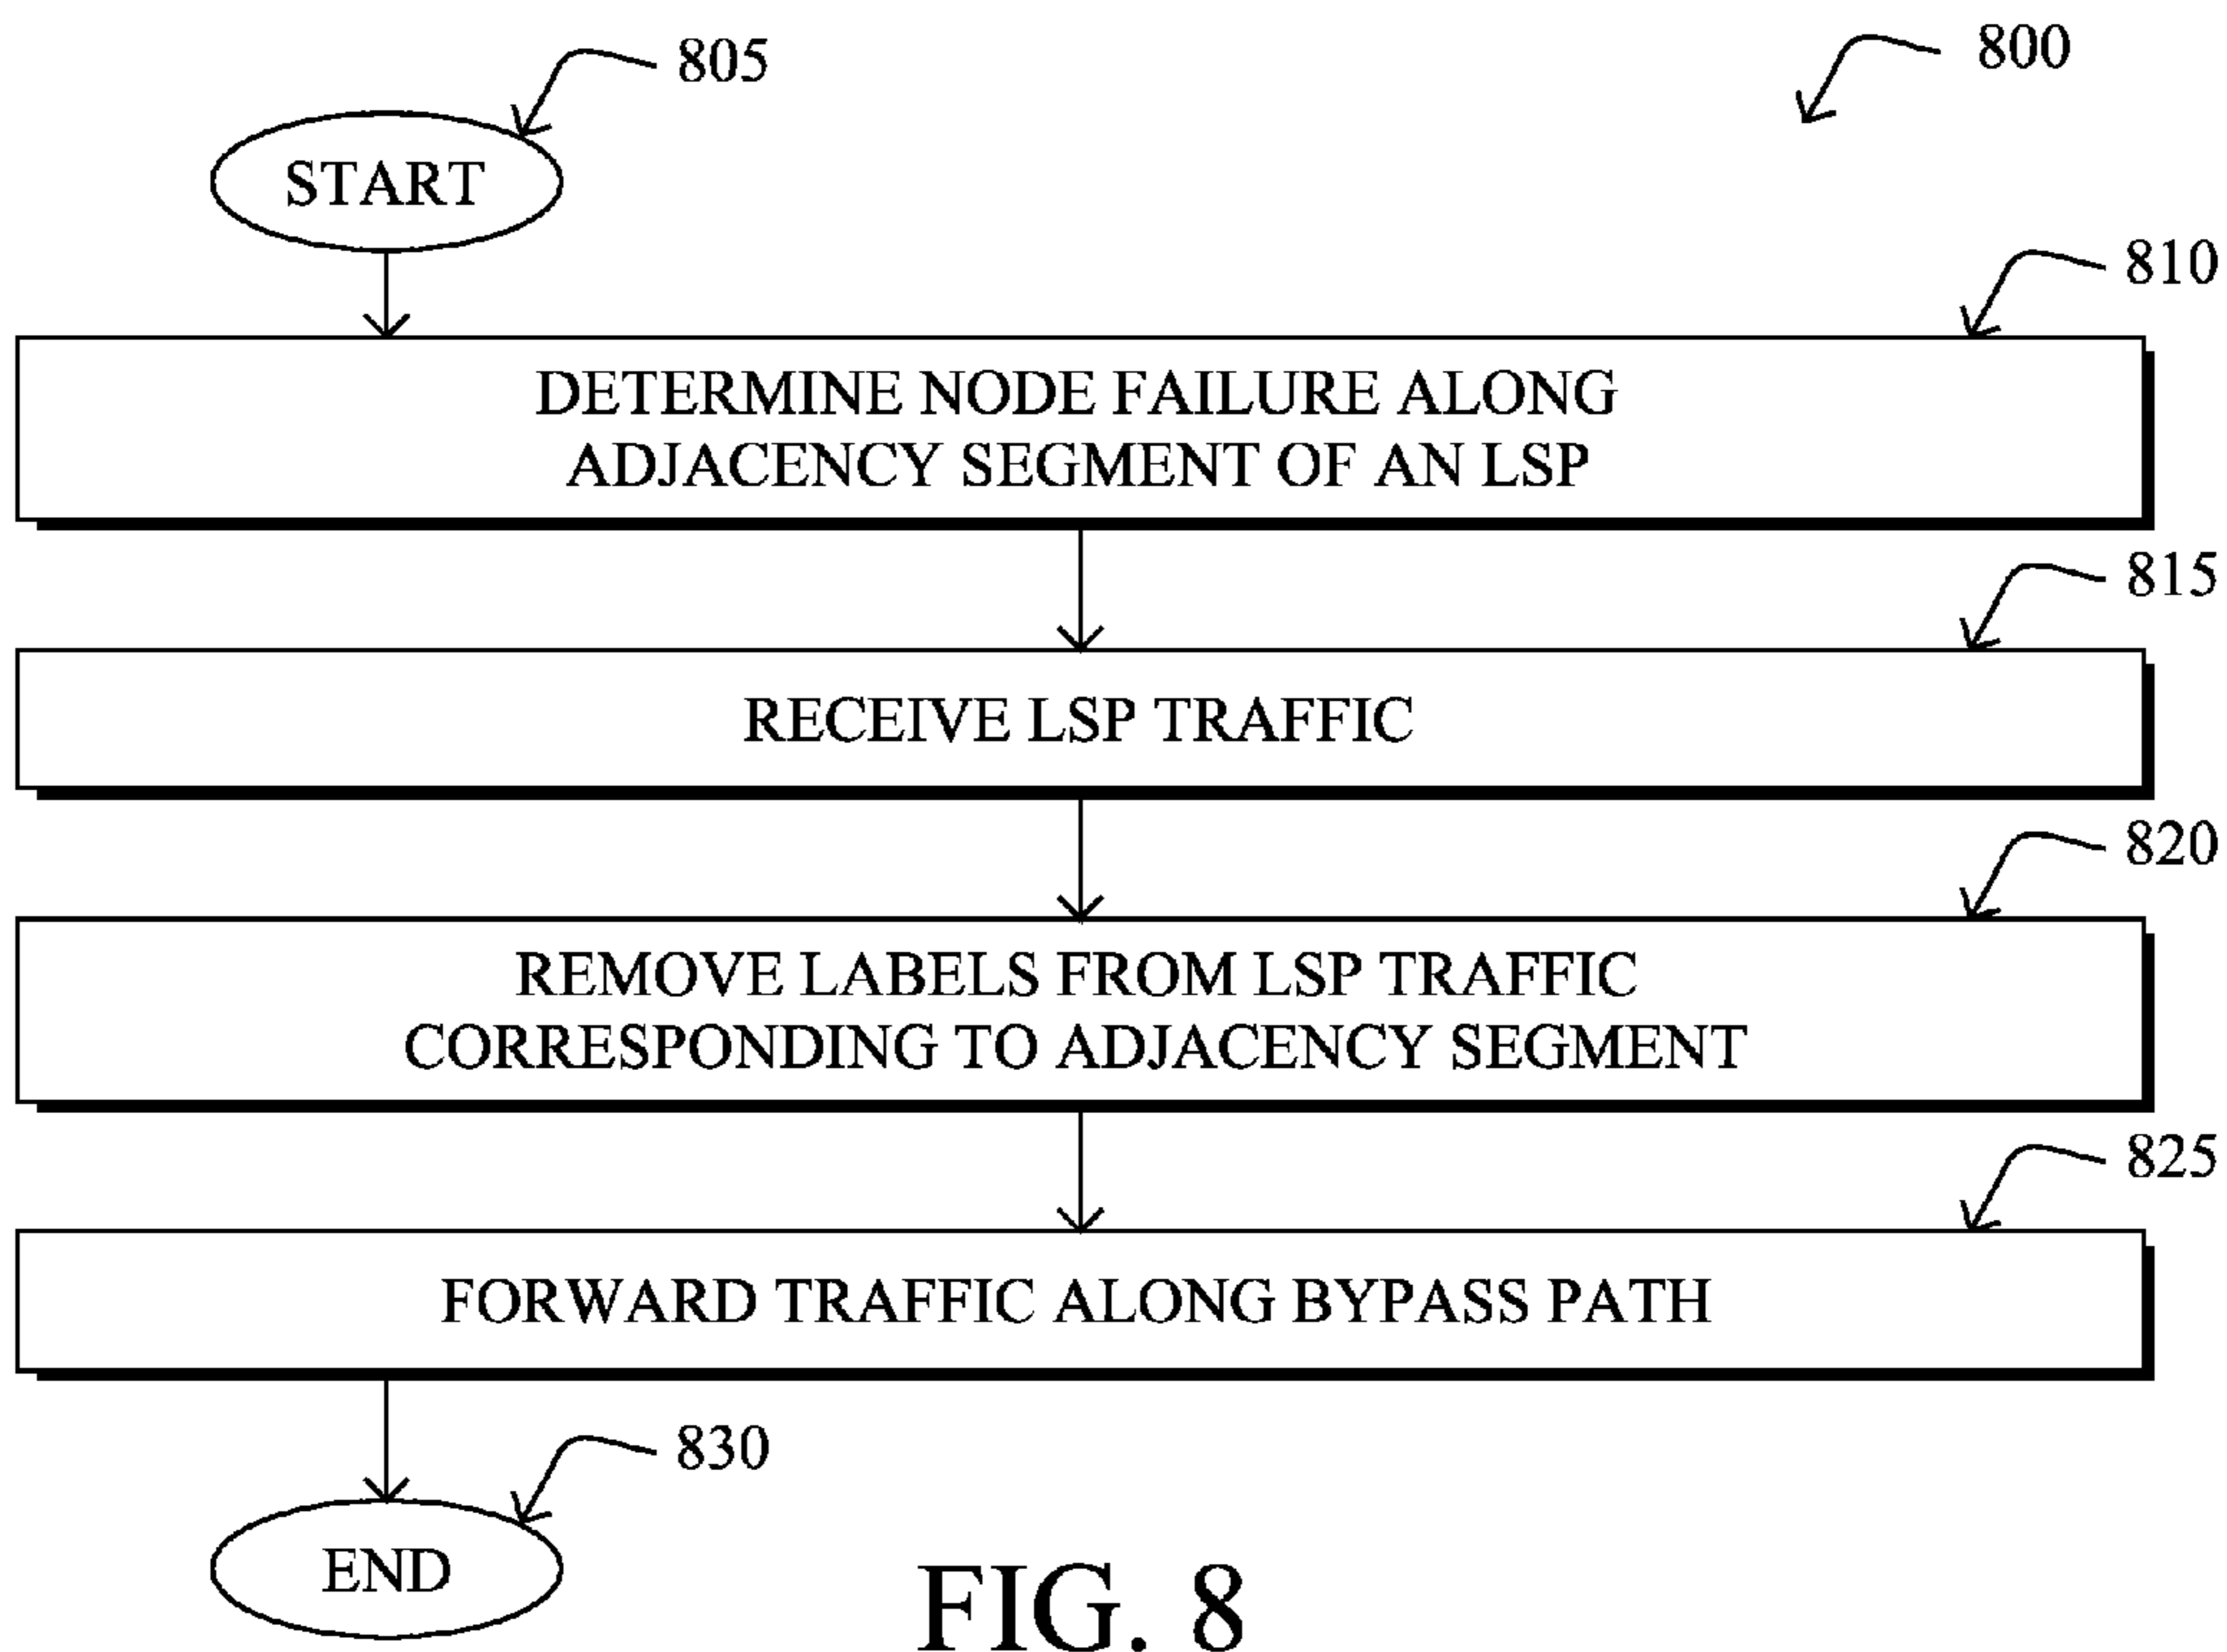 805
800
START
810
DETERMINE NODE FAILURE ALONG
ADJACENCY SEGMENT OF AN LSP
815
RECEIVE LSP TRAFFIC
820
REMOVE LABELS FROM LSP TRAFFIC
CORRESPONDING TO ADJACENCY SEGMENT
825
FORWARD TRAFFIC ALONG BYPASS PATH
830
END
FIG. 8